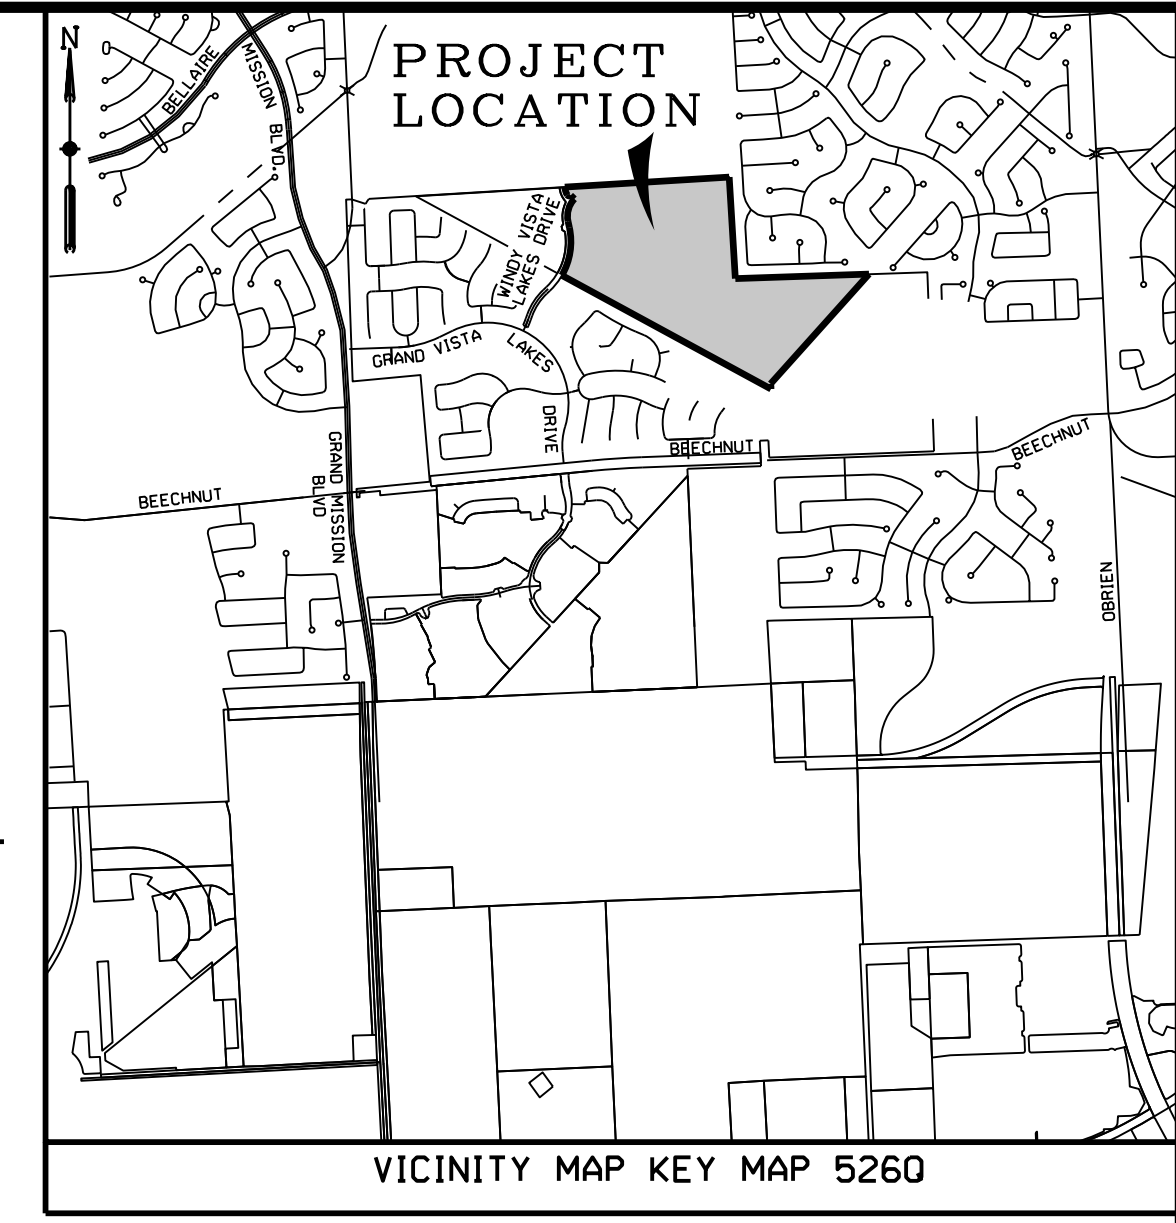 N
BELLAIRE
MISSION BLVD.
PROJECT
LOCATION
WINDY VISTA
LAKES DRIVE
GRAND VISTA
LAKES
DRIVE
BEECHNUT
BEECHNUT
BEECHNUT
GRAND MISSION
BLVD
OBRIEN
VICINITY MAP KEY MAP 526Q